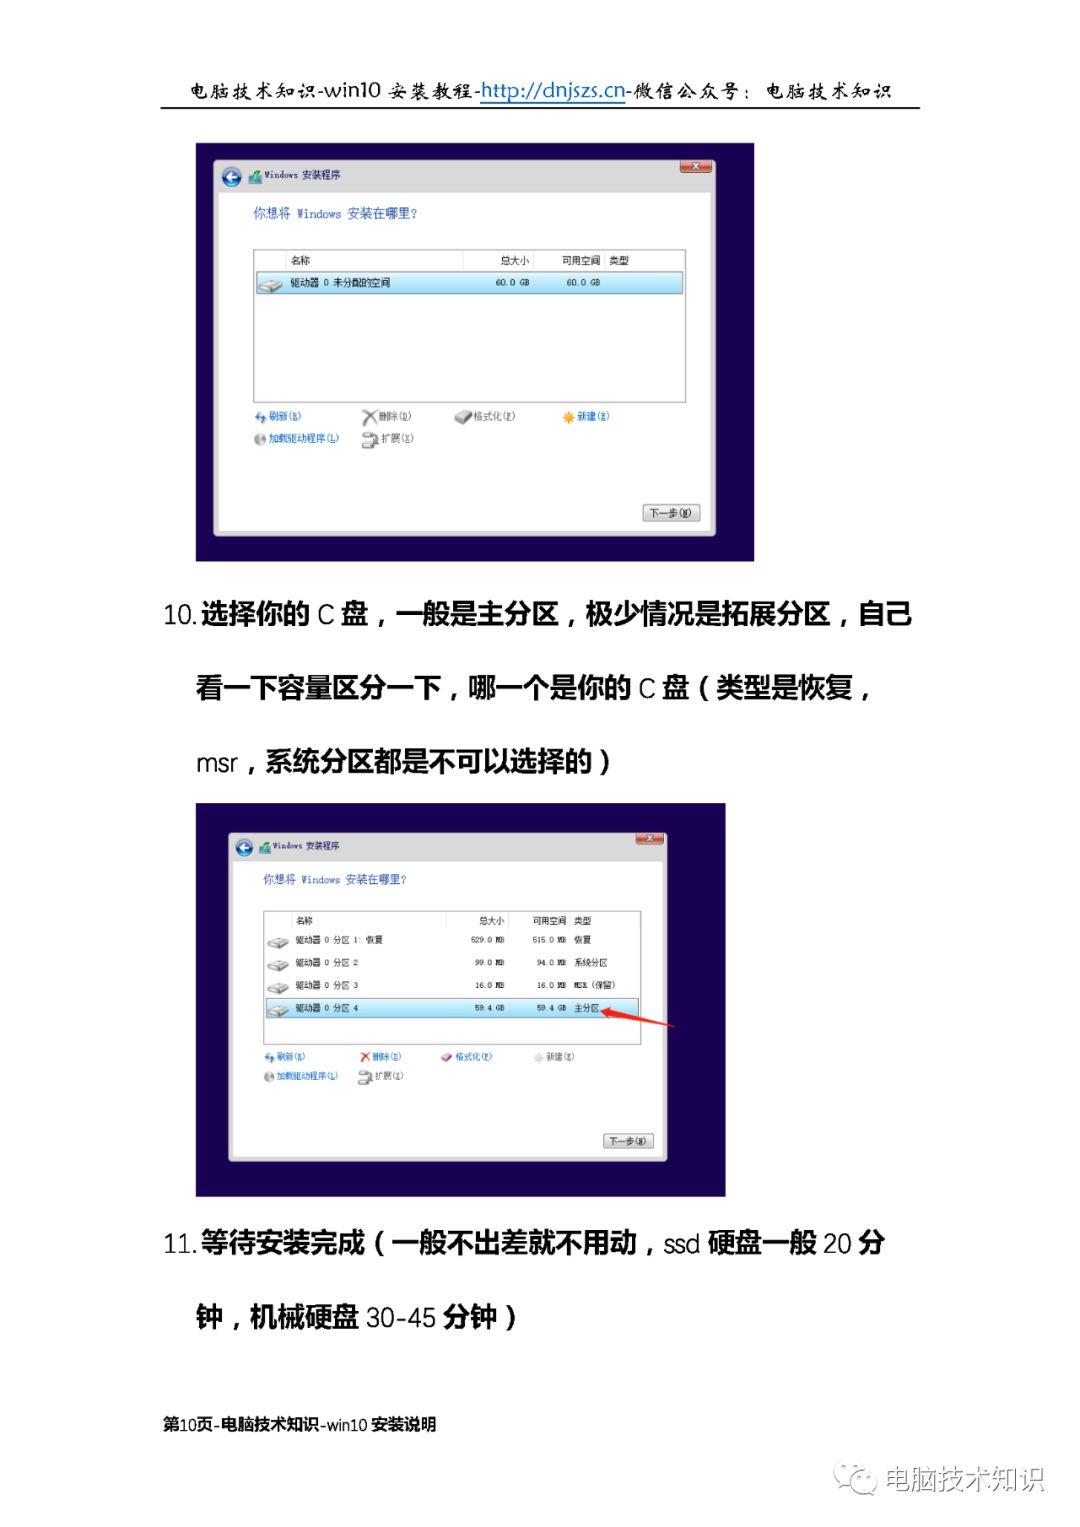 电脑技术知识-win10 安装教程-http://dnjszs.cn-微信公众号：电脑技术知识
Windows 安装程序
你想将 Windows 安装在哪里?
名称 总大小 可用空间 类型
驱动器 0 未分配的空间 60.0 GB 60.0 GB
刷新(R) 删除(D) 格式化(F) 新建(E)
加载驱动程序(L) 扩展(X)
下一步(N)
10. 选择你的 C 盘，一般是主分区，极少情况是拓展分区，自己
看一下容量区分一下，哪一个是你的 C 盘（类型是恢复，
msr，系统分区都是不可以选择的）
Windows 安装程序
你想将 Windows 安装在哪里?
名称 总大小 可用空间 类型
驱动器 0 分区 1: 恢复 529.0 MB 515.0 MB 恢复
驱动器 0 分区 2 99.0 MB 94.0 MB 系统分区
驱动器 0 分区 3 16.0 MB 16.0 MB MSR (保留)
驱动器 0 分区 4 59.4 GB 59.4 GB 主分区
刷新(R) 删除(D) 格式化(F) 新建(E)
加载驱动程序(L) 扩展(X)
下一步(N)
11. 等待安装完成（一般不出差就不用动，ssd 硬盘一般 20 分
钟，机械硬盘 30-45 分钟）
第10页-电脑技术知识-win10 安装说明
电脑技术知识